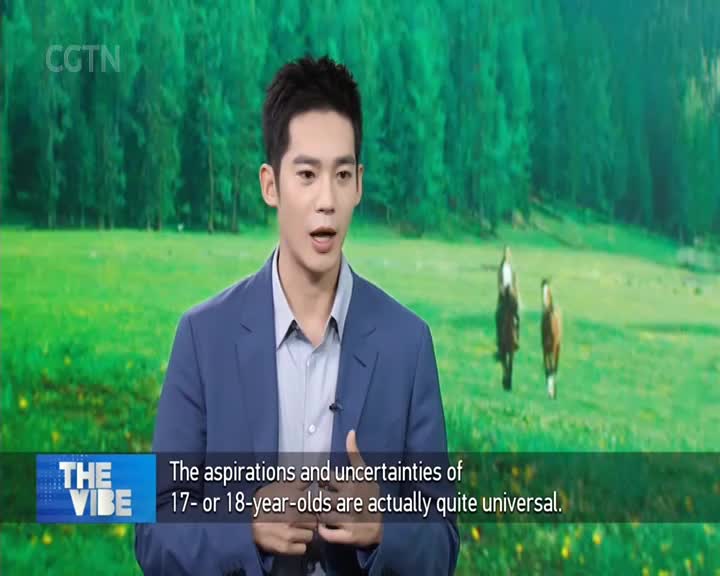 CGTN
THE
VIBE
The aspirations and uncertainties of
17- or 18-year-olds are actually quite universal.